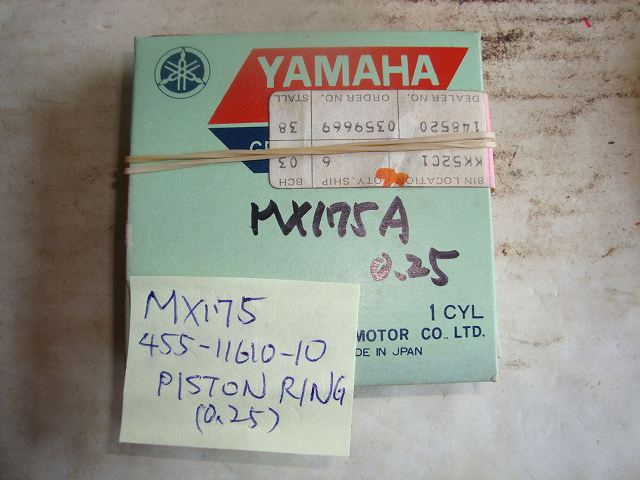 YAMAHA
BIN LOCATION QTY. SHIP BCH
KK52C1 6 03
DEALER NO. ORDER NO. STALL
148520 0359669 38
MX175A
0.25
1 CYL
MOTOR CO., LTD.
DE IN JAPAN
MX175
455-11610-10
PISTON RING
(0.25)